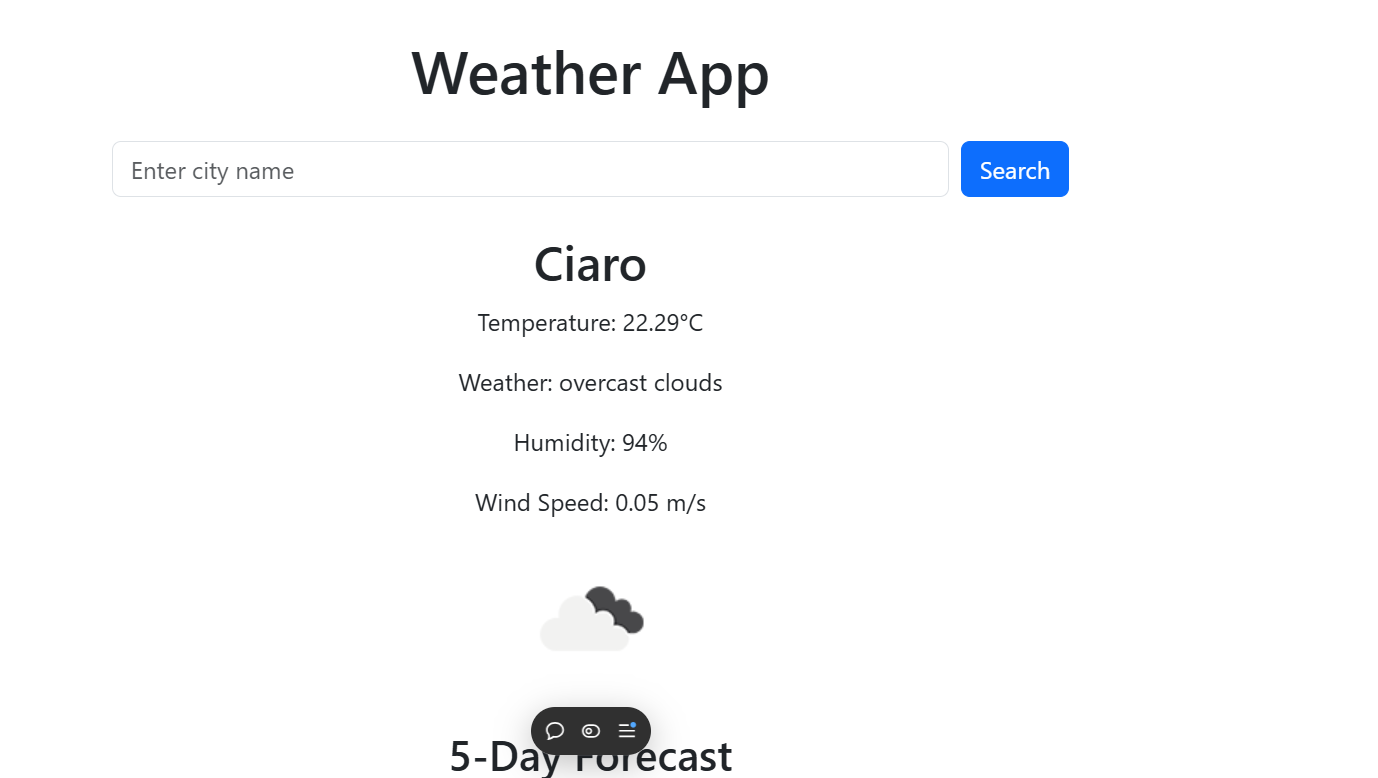 Weather App
Enter city name
Search
Ciaro
Temperature: 22.29°C
Weather: overcast clouds
Humidity: 94%
Wind Speed: 0.05 m/s
5-Day Forecast